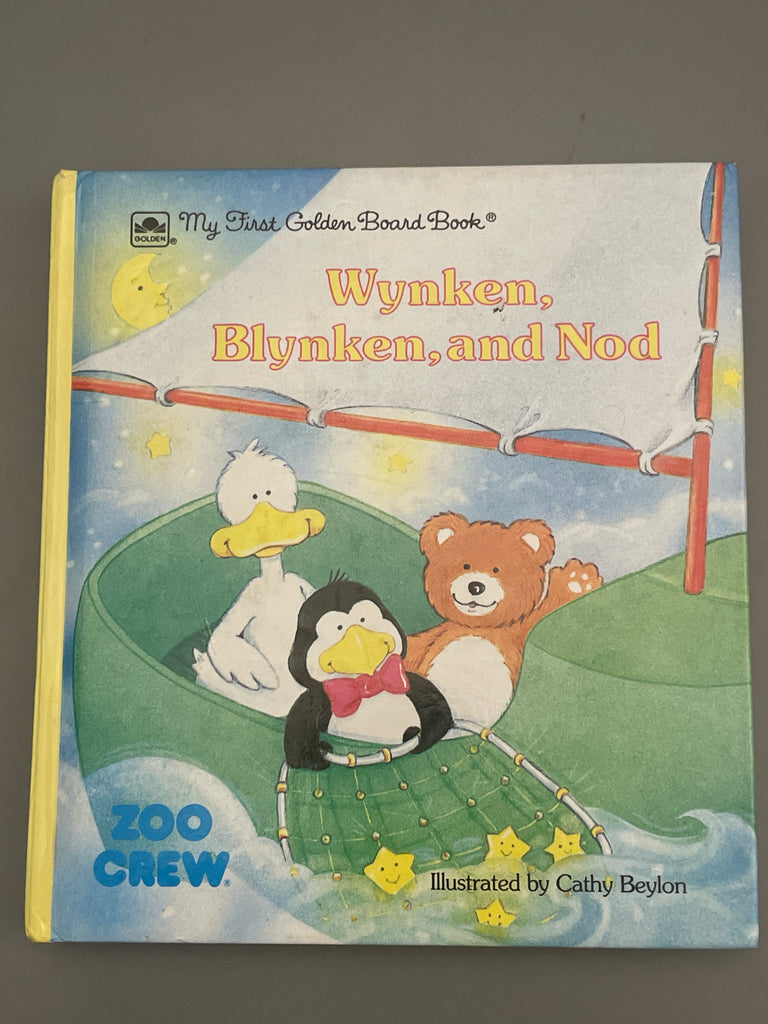 GOLDEN®
My First Golden Board Book®
Wynken,
Blynken, and Nod
ZOO
CREW®
Illustrated by Cathy Beylon